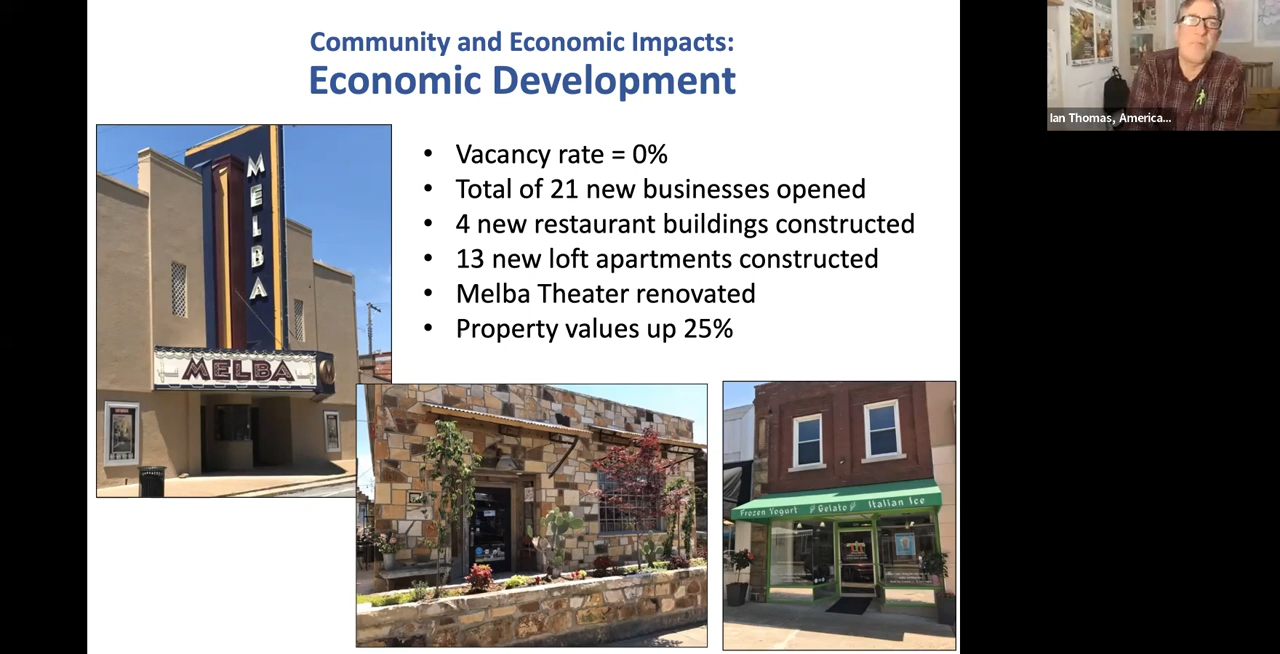 Community and Economic Impacts:
Economic Development
• Vacancy rate = 0%
• Total of 21 new businesses opened
• 4 new restaurant buildings constructed
• 13 new loft apartments constructed
• Melba Theater renovated
• Property values up 25%
MELBA
MELBA
Frozen Yogurt Gelato Italian Ice
Ian Thomas, America...